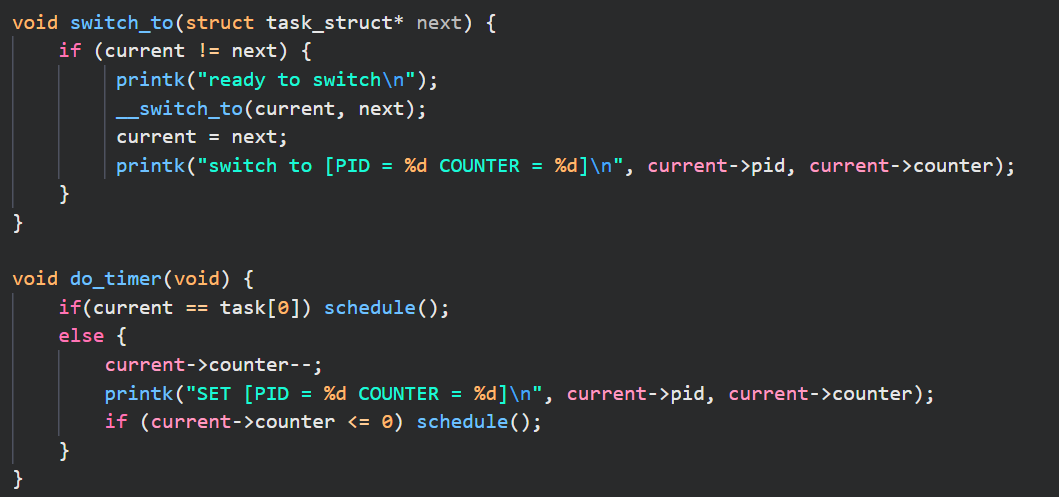 void switch_to(struct task_struct* next) {
    if (current != next) {
        printk("ready to switch\n");
        __switch_to(current, next);
        current = next;
        printk("switch to [PID = %d COUNTER = %d]\n", current->pid, current->counter);
    }
}

void do_timer(void) {
    if(current == task[0]) schedule();
    else {
        current->counter--;
        printk("SET [PID = %d COUNTER = %d]\n", current->pid, current->counter);
        if (current->counter <= 0) schedule();
    }
}